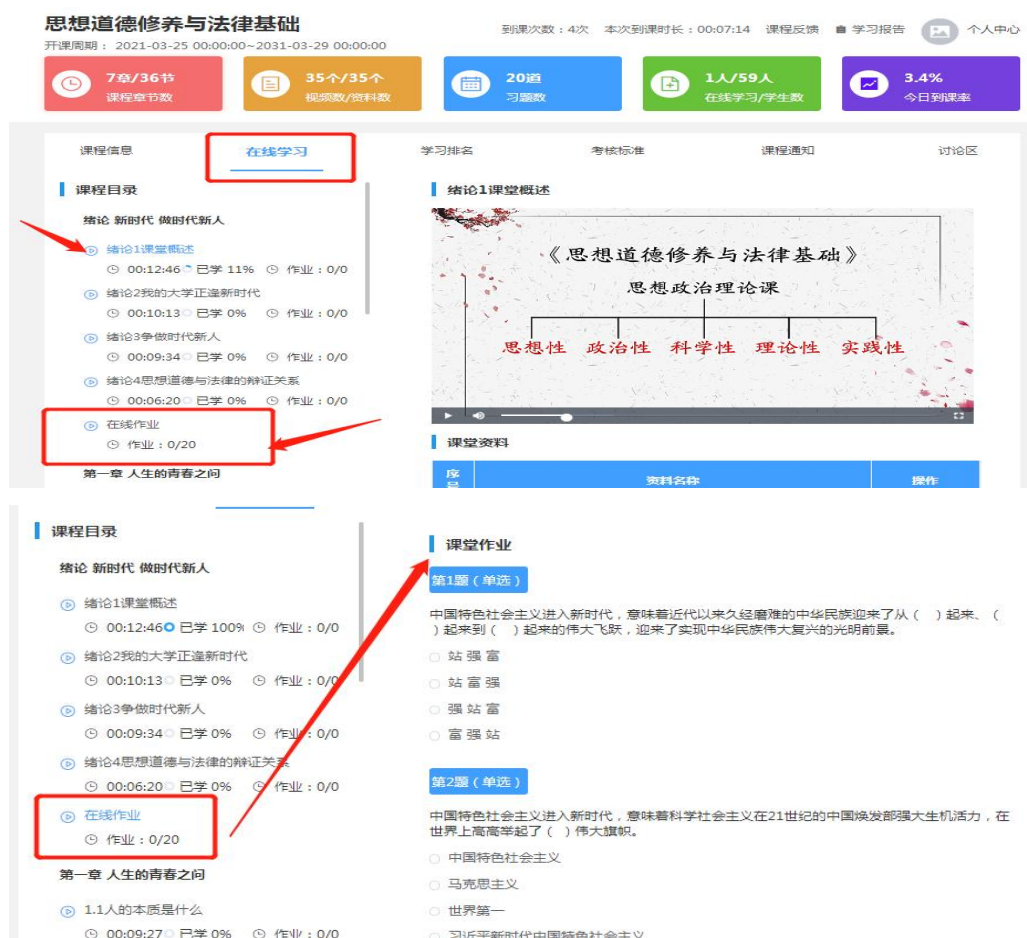 思想道德修养与法律基础
到课次数：4次 本次到课时长：00:07:14 课程反馈 学习报告 个人中心
开课周期： 2021-03-25 00:00:00~2031-03-29 00:00:00
7章/36节
课程章节数
35个/35个
视频数/资料数
20道
习题数
1人/59人
在线学习/学生数
3.4%
今日到课率
课程信息 在线学习 学习排名 考核标准 课程通知 讨论区
课程目录
绪论 新时代 做时代新人
绪论1课堂概述
00:12:46 已学 11% 作业：0/0
绪论2我的大学正逢新时代
00:10:13 已学 0% 作业：0/0
绪论3争做时代新人
00:09:34 已学 0% 作业：0/0
绪论4思想道德与法律的辩证关系
00:06:20 已学 0% 作业：0/0
在线作业
作业：0/20
第一章 人生的青春之问
绪论1课堂概述
《思想道德修养与法律基础》
思想政治理论课
思想性 政治性 科学性 理论性 实践性
课堂资料
序号 资料名称 操作
课程目录
绪论 新时代 做时代新人
绪论1课堂概述
00:12:46 已学 100% 作业：0/0
绪论2我的大学正逢新时代
00:10:13 已学 0% 作业：0/0
绪论3争做时代新人
00:09:34 已学 0% 作业：0/0
绪论4思想道德与法律的辩证关系
00:06:20 已学 0% 作业：0/0
在线作业
作业：0/20
第一章 人生的青春之问
1.1人的本质是什么
00:09:27 已学 0% 作业：0/0
课堂作业
第1题（单选）
中国特色社会主义进入新时代，意味着近代以来久经磨难的中华民族迎来了从（ ）起来、（
）起来到（ ）起来的伟大飞跃，迎来了实现中华民族伟大复兴的光明前景。
站 强 富
站 富 强
强 站 富
富 强 站
第2题（单选）
中国特色社会主义进入新时代，意味着科学社会主义在21世纪的中国焕发部强大生机活力，在
世界上高高举起了（ ）伟大旗帜。
中国特色社会主义
马克思主义
世界第一
习近平新时代中国特色社会主义